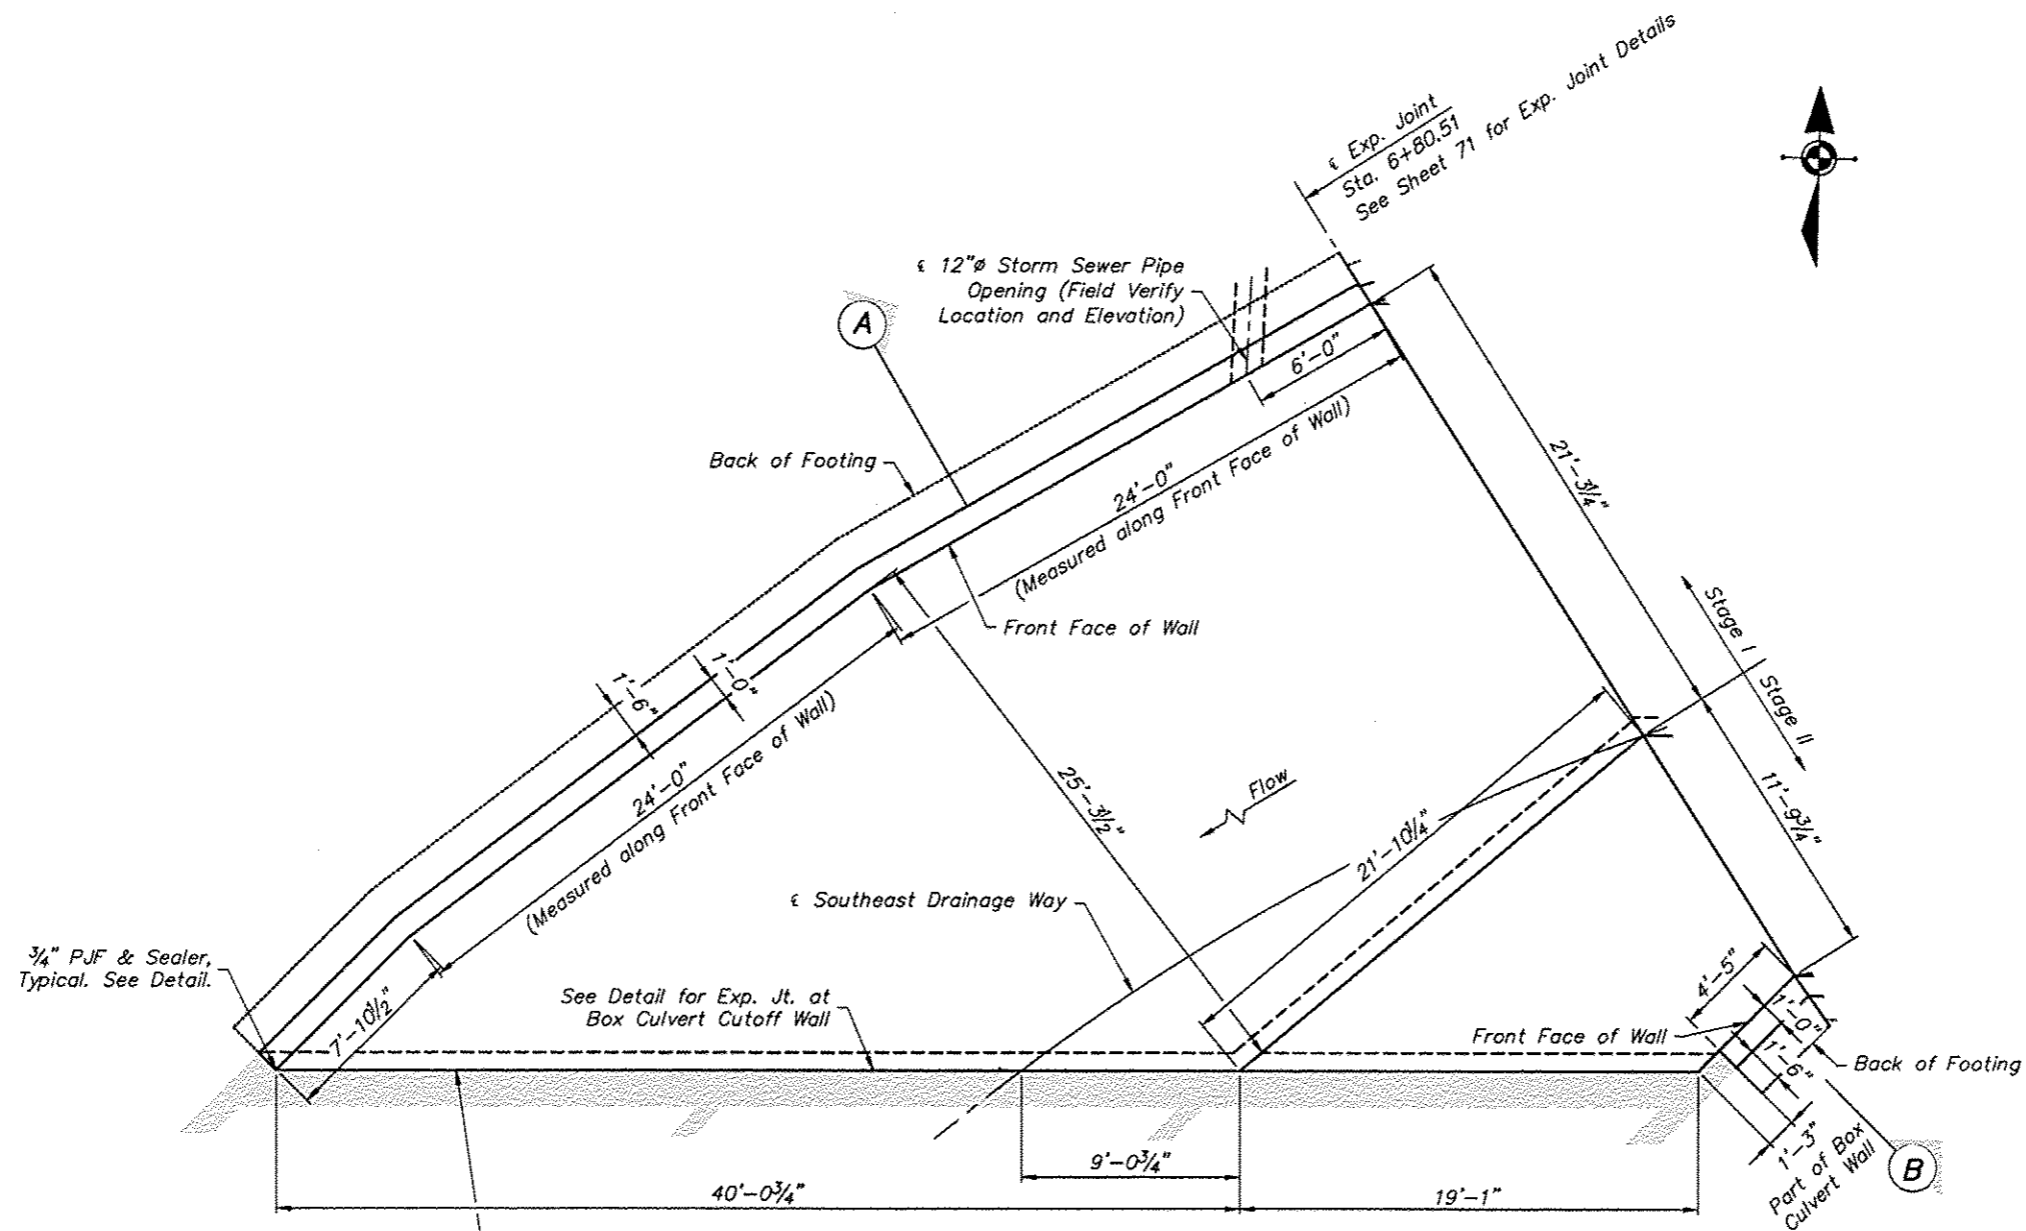 ℄ Exp. Joint
Sta. 6+80.51
See Sheet 71 for Exp. Joint Details
℄ 12"ø Storm Sewer Pipe
Opening (Field Verify
Location and Elevation)
A
6'-0"
Back of Footing
24'-0"
(Measured along Front Face of Wall)
21'-3¼"
Front Face of Wall
1'-6"
1'-0"
24'-0"
(Measured along Front Face of Wall)
Stage I
Stage II
25'-3½"
Flow
21'-10¼"
11'-9¾"
℄ Southeast Drainage Way
¾" PJF & Sealer,
Typical. See Detail.
7'-10½"
See Detail for Exp. Jt. at
Box Culvert Cutoff Wall
4'-5"
1'-0"
Front Face of Wall
1'-6"
Back of Footing
1'-3"
Part of Box
Culvert Wall
B
9'-0¾"
40'-0¾"
19'-1"